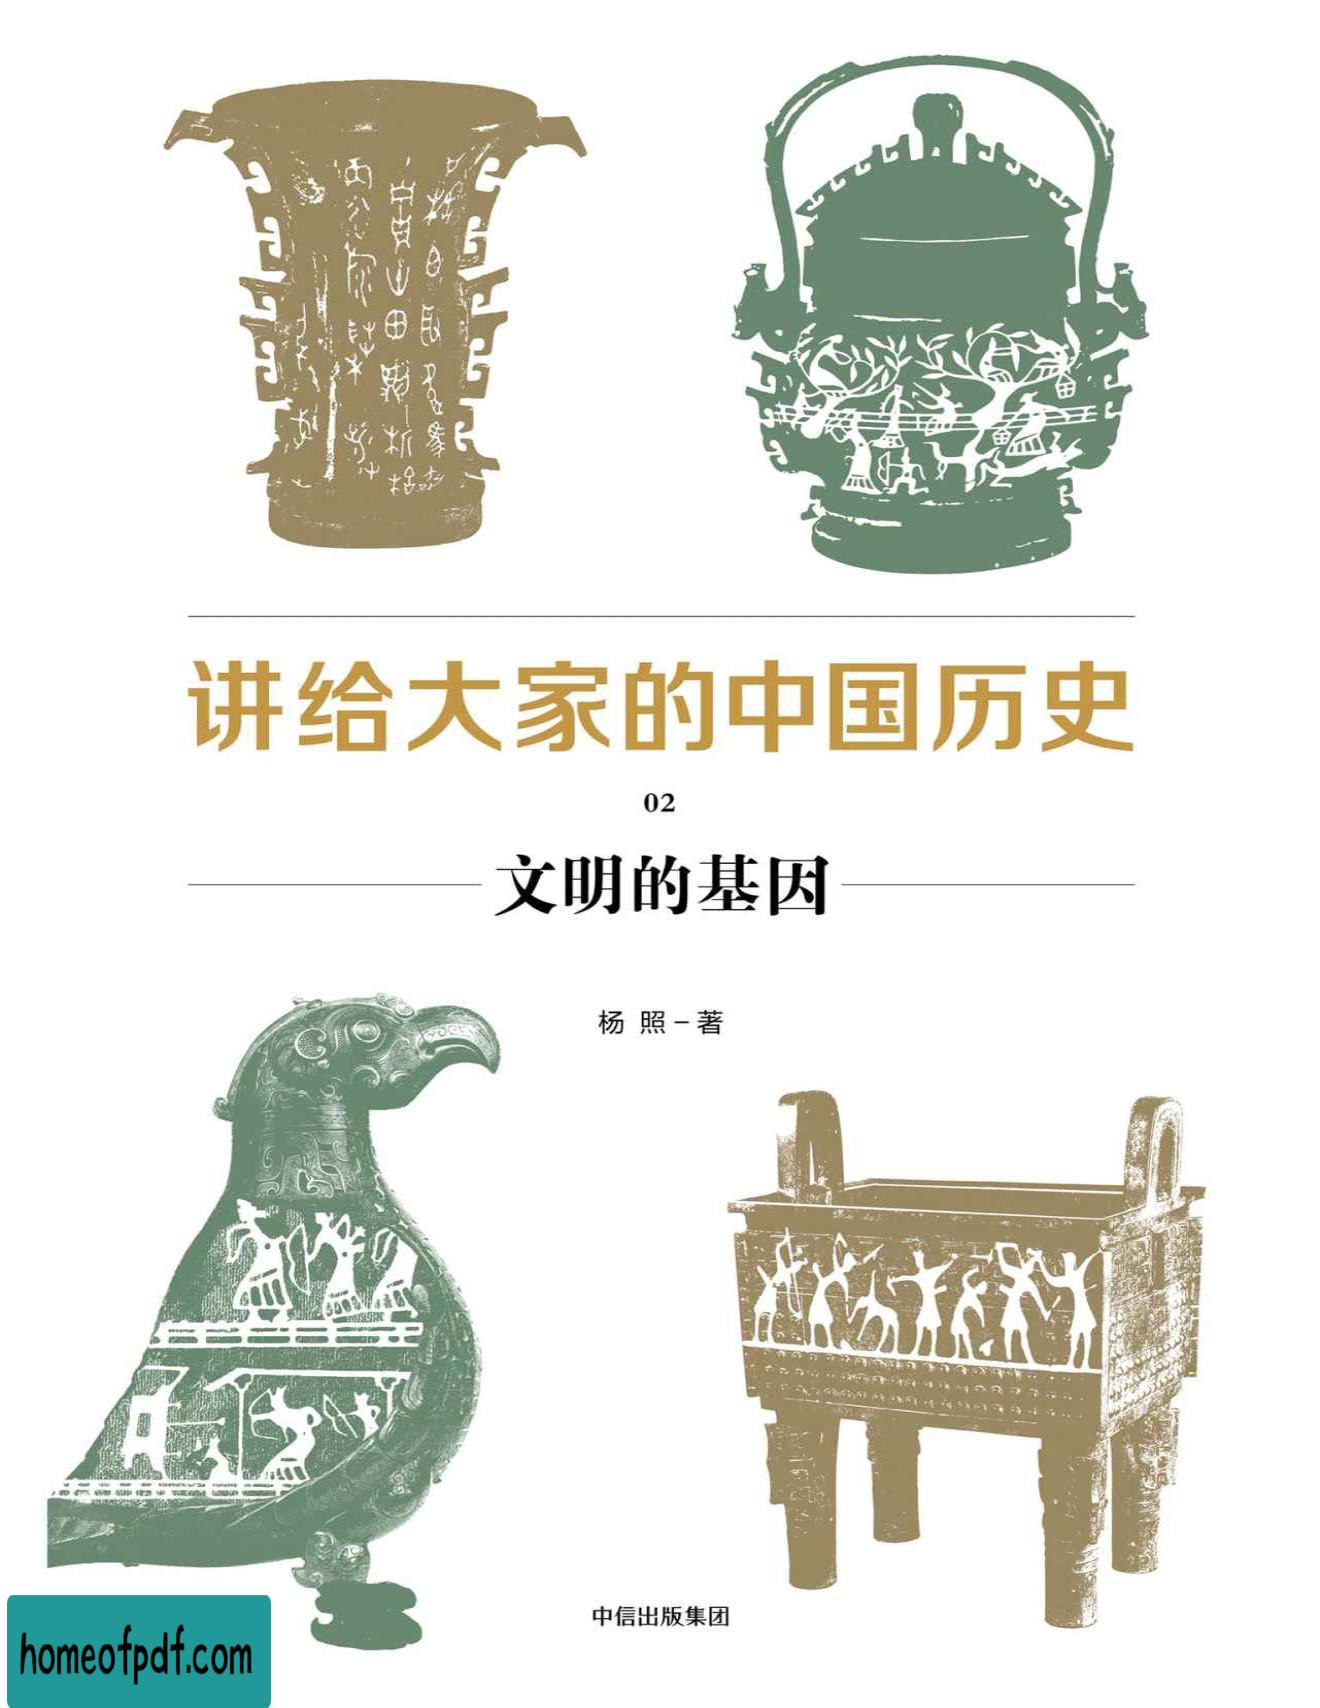 讲给大家的中国历史
02
文明的基因
杨 照－著
中信出版集团
homeofpdf.com